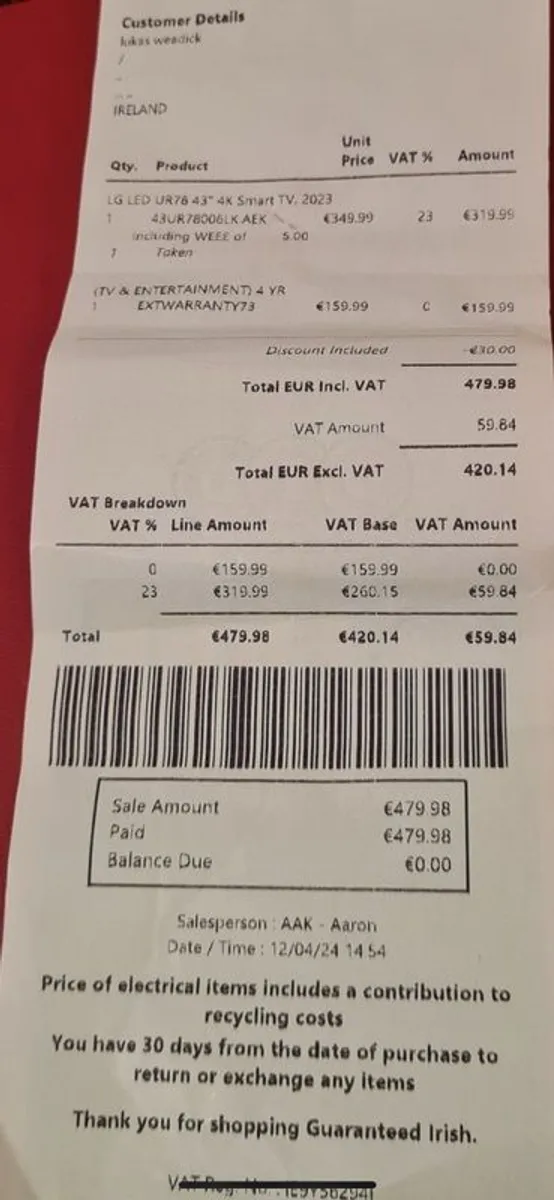 Customer Details
lukas weadick
/
-
IRELAND
Qty. Product Unit Price VAT % Amount
LG LED UR78 43" 4K Smart TV. 2023
1 43UR78006LK.AEK €349.99 23 €319.99
Including WEEE of 5.00
1 Taken
(TV & ENTERTAINMENT) 4 YR
1 EXTWARRANTY73 €159.99 0 €159.99
Discount Included -€30.00
Total EUR Incl. VAT 479.98
VAT Amount 59.84
Total EUR Excl. VAT 420.14
VAT Breakdown
VAT % Line Amount VAT Base VAT Amount
0 €159.99 €159.99 €0.00
23 €319.99 €260.15 €59.84
Total €479.98 €420.14 €59.84
Sale Amount €479.98
Paid €479.98
Balance Due €0.00
Salesperson : AAK - Aaron
Date / Time : 12/04/24 14:54
Price of electrical items includes a contribution to
recycling costs
You have 30 days from the date of purchase to
return or exchange any items
Thank you for shopping Guaranteed Irish.
VAT Reg. No. :